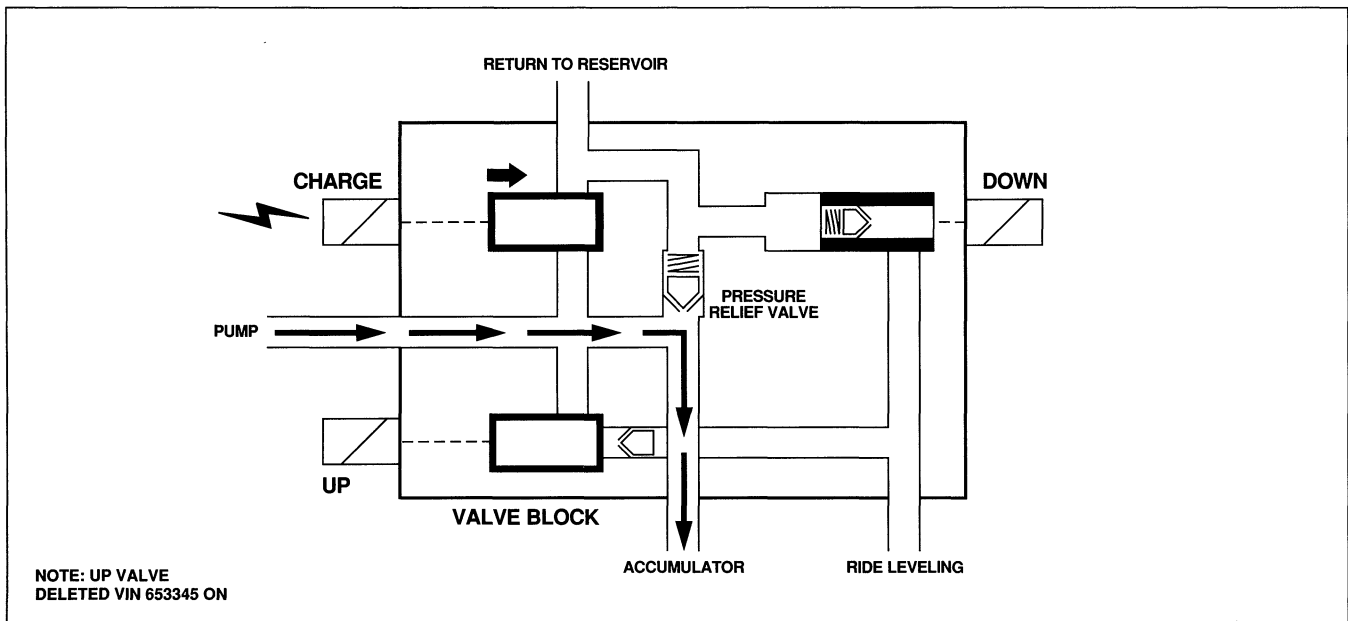 RETURN TO RESERVOIR
CHARGE
DOWN
PRESSURE
RELIEF VALVE
PUMP
UP
VALVE BLOCK
ACCUMULATOR
RIDE LEVELING
NOTE: UP VALVE
DELETED VIN 653345 ON